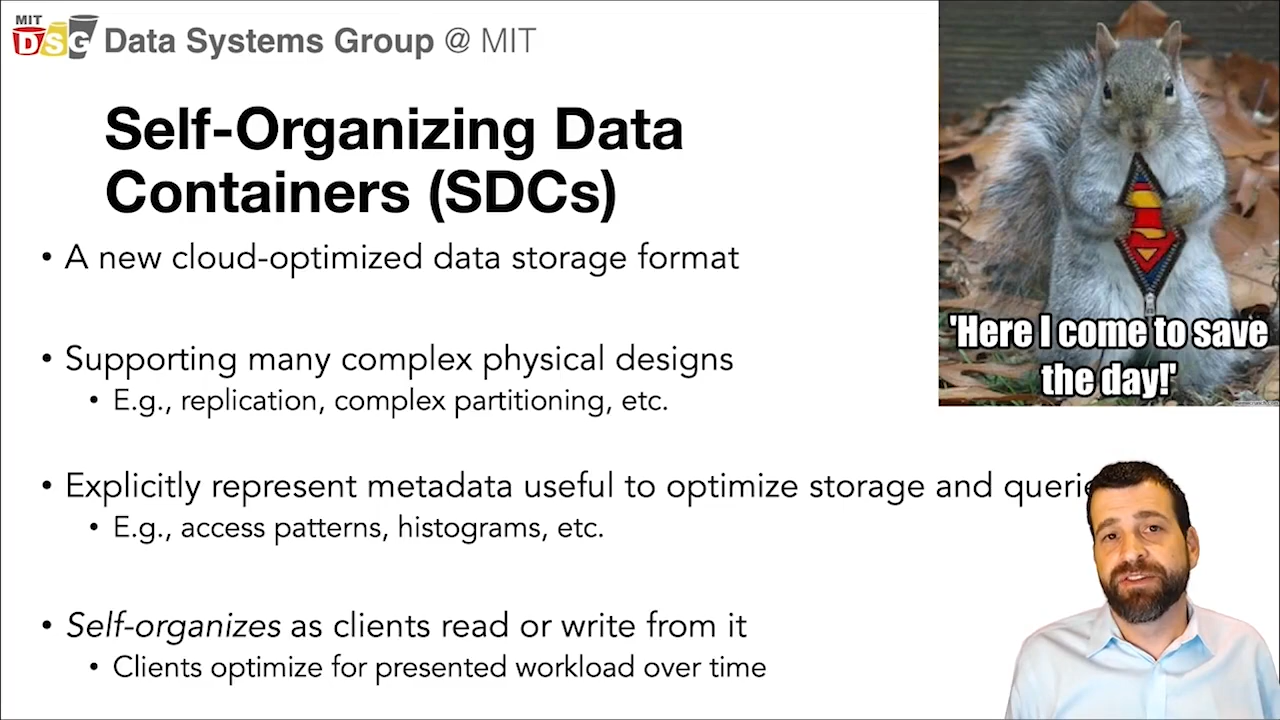 MIT
DSG Data Systems Group @ MIT
Self-Organizing Data
Containers (SDCs)
• A new cloud-optimized data storage format
• Supporting many complex physical designs
• E.g., replication, complex partitioning, etc.
• Explicitly represent metadata useful to optimize storage and querie
• E.g., access patterns, histograms, etc.
• Self-organizes as clients read or write from it
• Clients optimize for presented workload over time
'Here I come to save
the day!'